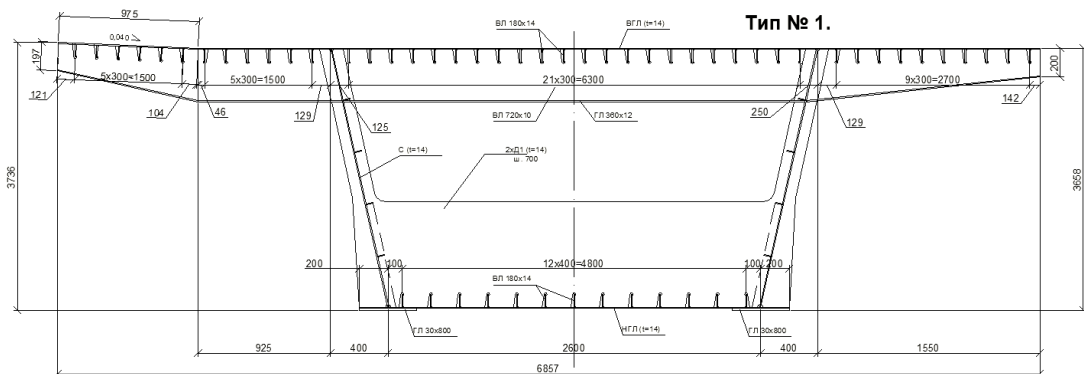 Тип № 1.
975
ВЛ 180х14
ВГЛ (t=14)
0,040
197
5х300=1500
5х300=1500
21х300=6300
9х300=2700
200
121
104
46
129
125
ВЛ 720х10
ГЛ 360х12
250
129
142
С (t=14)
2хД1 (t=14)
ш. 700
3736
3658
200
100
12х400=4800
100
200
ВЛ 180х14
ГЛ 30х800
НГЛ (t=14)
ГЛ 30х800
925
400
2600
400
1550
6857